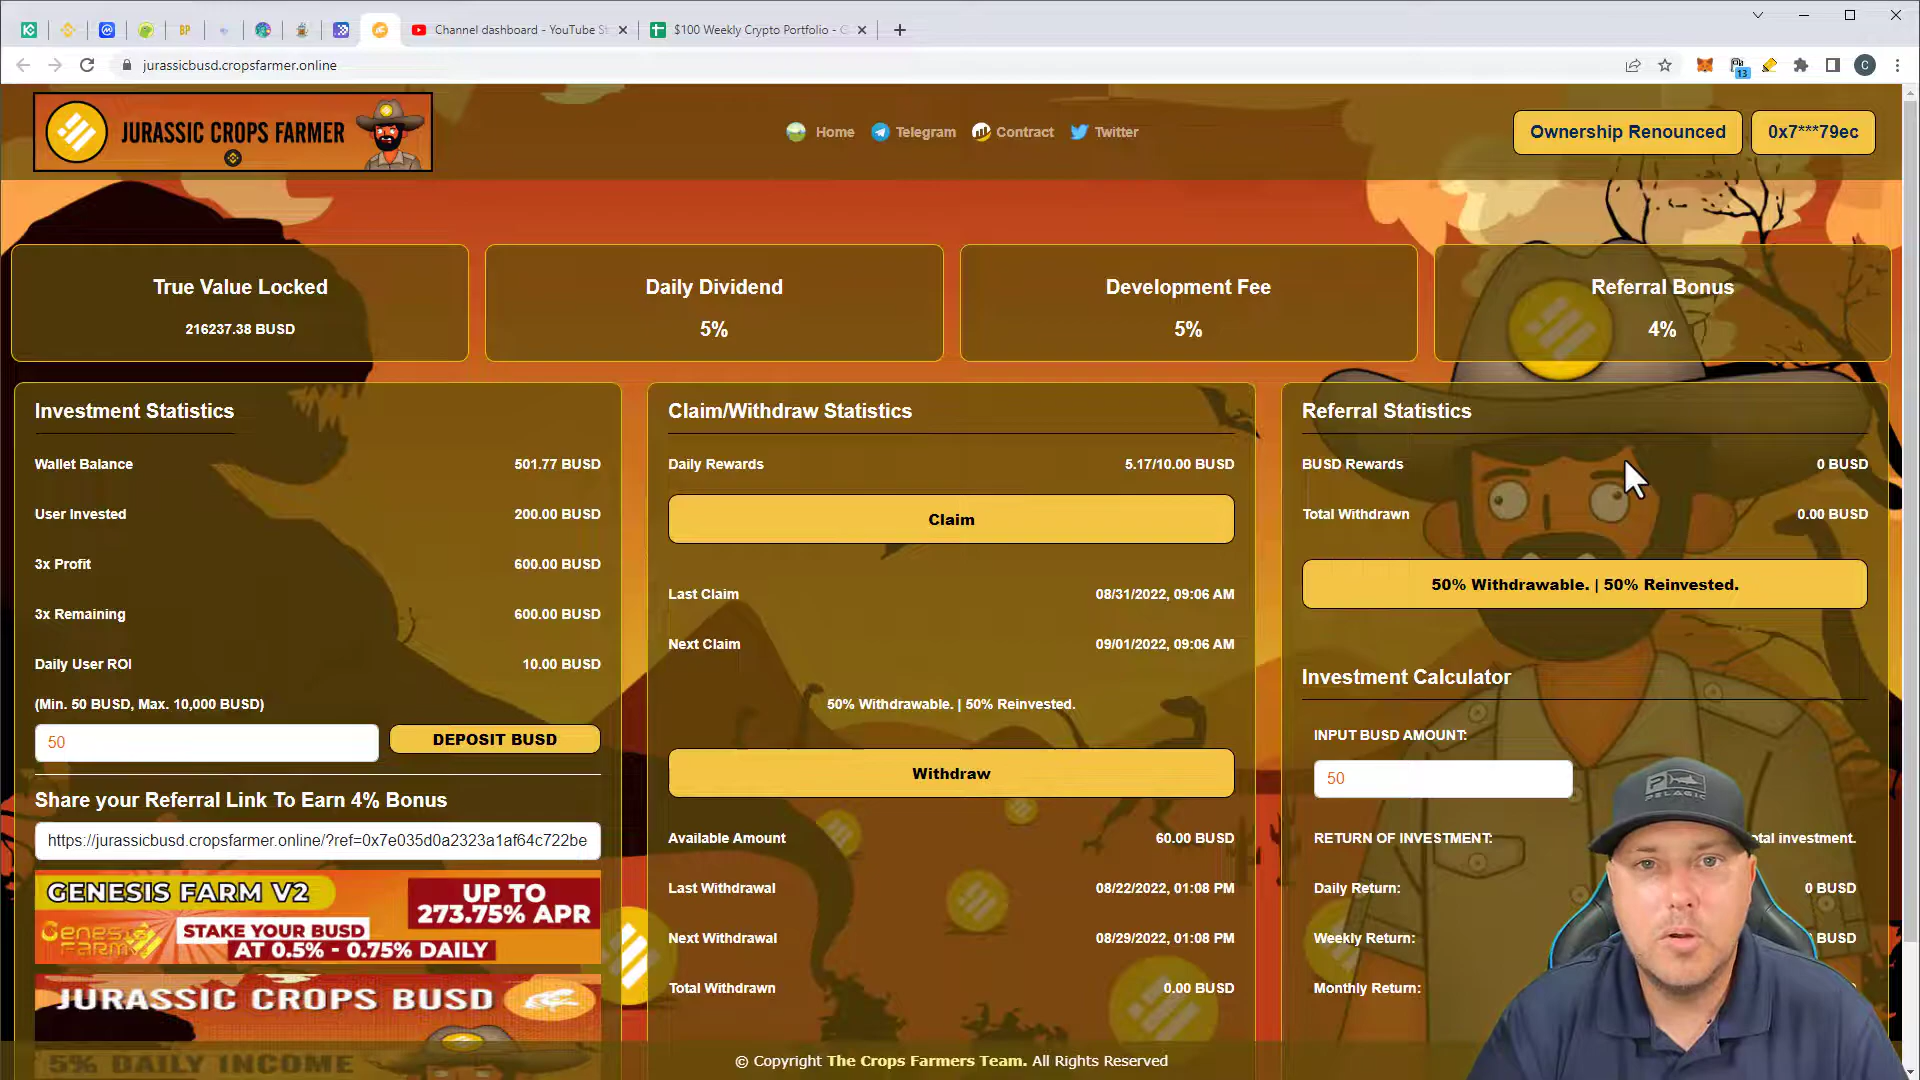 Channel dashboard - YouTube St
$100 Weekly Crypto Portfolio -
jurassicbusd.cropsfarmer.online
13
C
JURASSIC CROPS FARMER
Home
Telegram
Contract
Twitter
Ownership Renounced
0x7***79ec
True Value Locked
216237.38 BUSD
Daily Dividend
5%
Development Fee
5%
Referral Bonus
4%
Investment Statistics
Wallet Balance 501.77 BUSD
User Invested 200.00 BUSD
3x Profit 600.00 BUSD
3x Remaining 600.00 BUSD
Daily User ROI 10.00 BUSD
(Min. 50 BUSD, Max. 10,000 BUSD)
50
DEPOSIT BUSD
Share your Referral Link To Earn 4% Bonus
https://jurassicbusd.cropsfarmer.online/?ref=0x7e035d0a2323a1af64c722be
GENESIS FARM V2
UP TO
273.75% APR
Genesis
Farm
STAKE YOUR BUSD
AT 0.5% - 0.75% DAILY
JURASSIC CROPS BUSD
5% DAILY INCOME
Claim/Withdraw Statistics
Daily Rewards 5.17/10.00 BUSD
Claim
Last Claim 08/31/2022, 09:06 AM
Next Claim 09/01/2022, 09:06 AM
50% Withdrawable. | 50% Reinvested.
Withdraw
Available Amount 60.00 BUSD
Last Withdrawal 08/22/2022, 01:08 PM
Next Withdrawal 08/29/2022, 01:08 PM
Total Withdrawn 0.00 BUSD
Referral Statistics
BUSD Rewards 0 BUSD
Total Withdrawn 0.00 BUSD
50% Withdrawable. | 50% Reinvested.
Investment Calculator
INPUT BUSD AMOUNT:
50
RETURN OF INVESTMENT: otal investment.
Daily Return: 0 BUSD
Weekly Return: BUSD
Monthly Return:
PELAGIC
© Copyright The Crops Farmers Team. All Rights Reserved